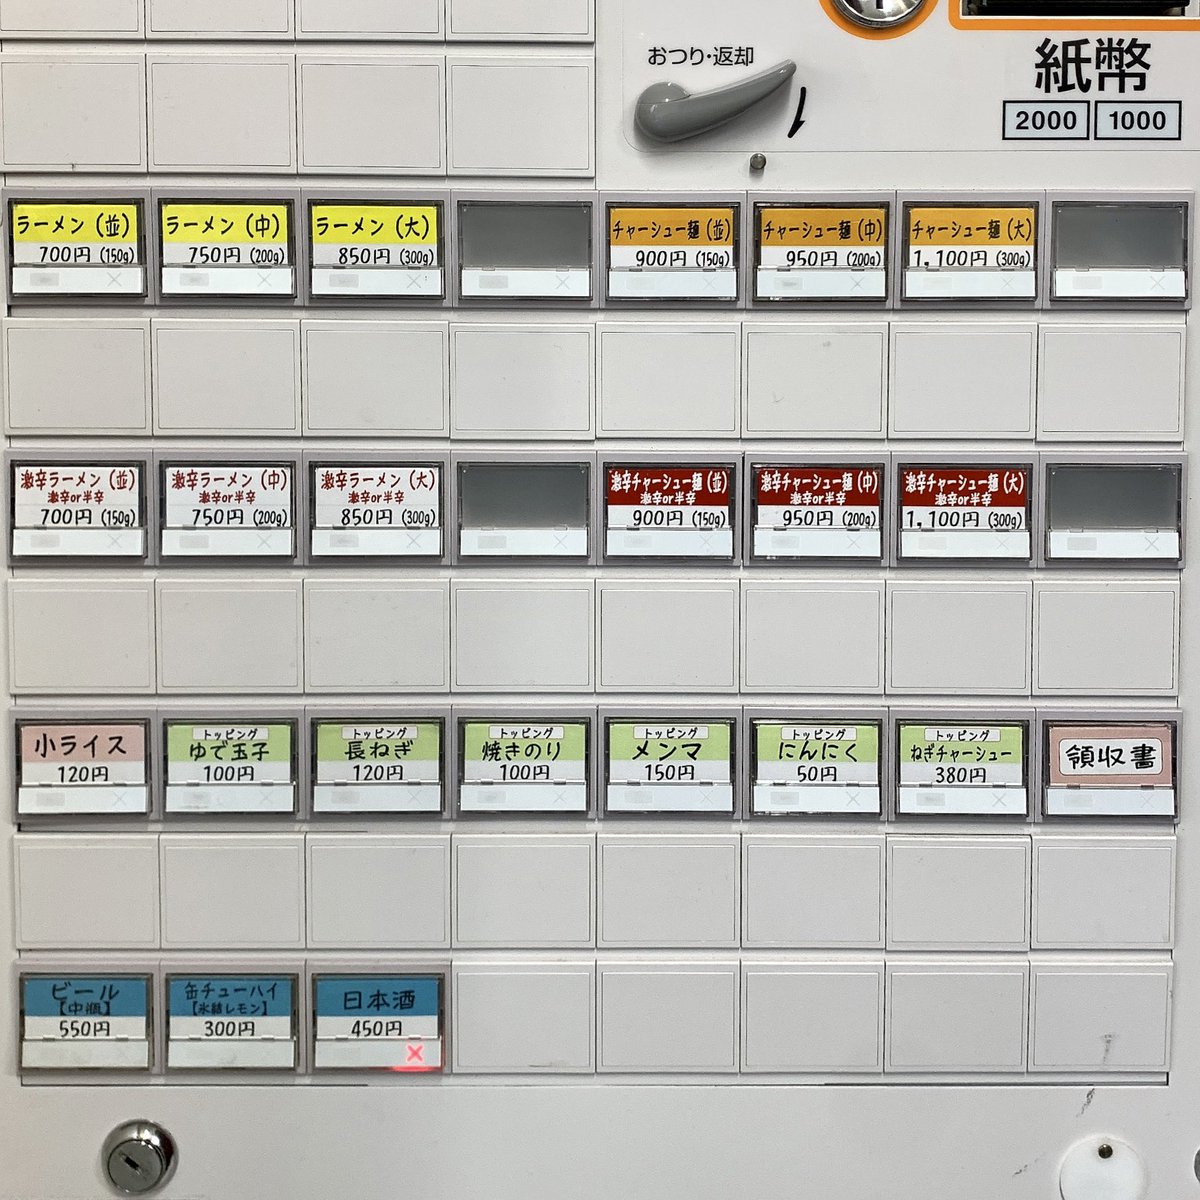 おつり・返却
紙幣
2000 1000
ラーメン（並）
700円（150g）
ラーメン（中）
750円（200g）
ラーメン（大）
850円（300g）
チャーシュー麺（並）
900円（150g）
チャーシュー麺（中）
950円（200g）
チャーシュー麺（大）
1,100円（300g）
激辛ラーメン（並）
激辛or半辛
700円（150g）
激辛ラーメン（中）
激辛or半辛
750円（200g）
激辛ラーメン（大）
激辛or半辛
850円（300g）
激辛チャーシュー麺（並）
激辛or半辛
900円（150g）
激辛チャーシュー麺（中）
激辛or半辛
950円（200g）
激辛チャーシュー麺（大）
激辛or半辛
1,100円（300g）
小ライス
120円
トッピング
ゆで玉子
100円
トッピング
長ねぎ
120円
トッピング
焼きのり
100円
トッピング
メンマ
150円
トッピング
にんにく
50円
トッピング
ねぎチャーシュー
380円
領収書
ビール
【中瓶】
550円
缶チューハイ
【氷結レモン】
300円
日本酒
450円